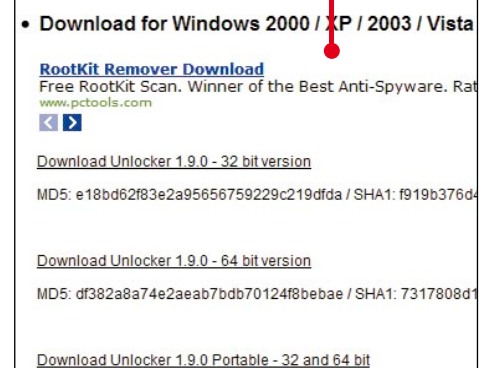 • Download for Windows 2000 / XP / 2003 / Vista
RootKit Remover Download
Free RootKit Scan. Winner of the Best Anti-Spyware. Rat
www.pctools.com
Download Unlocker 1.9.0 - 32 bit version
MD5: e18bd62f83e2a95656759229c219dfda / SHA1: f919b376d4
Download Unlocker 1.9.0 - 64 bit version
MD5: df382a8a74e2aeab7bdb70124f8bebae / SHA1: 7317808d1
Download Unlocker 1.9.0 Portable - 32 and 64 bit